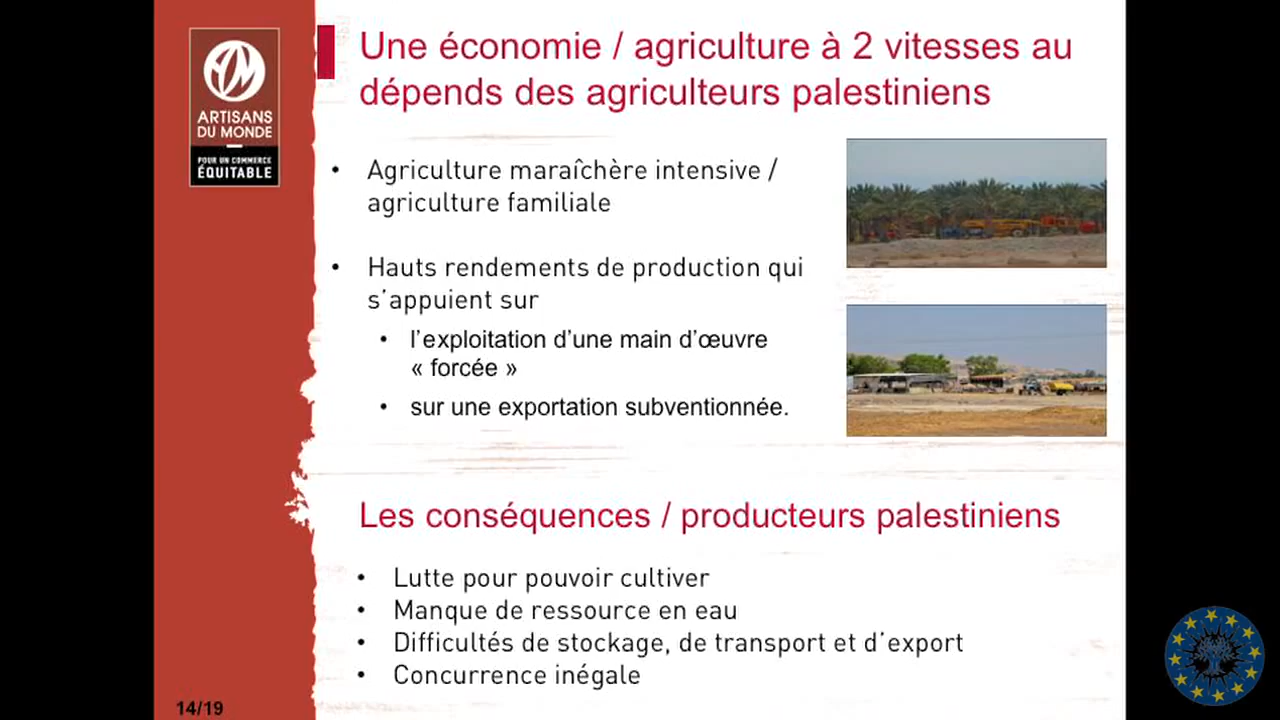 ARTISANS
DU MONDE
POUR UN COMMERCE
ÉQUITABLE
Une économie / agriculture à 2 vitesses au
dépends des agriculteurs palestiniens
• Agriculture maraîchère intensive /
agriculture familiale
• Hauts rendements de production qui
s'appuient sur
• l'exploitation d'une main d'œuvre
« forcée »
• sur une exportation subventionnée.
Les conséquences / producteurs palestiniens
• Lutte pour pouvoir cultiver
• Manque de ressource en eau
• Difficultés de stockage, de transport et d'export
• Concurrence inégale
14/19